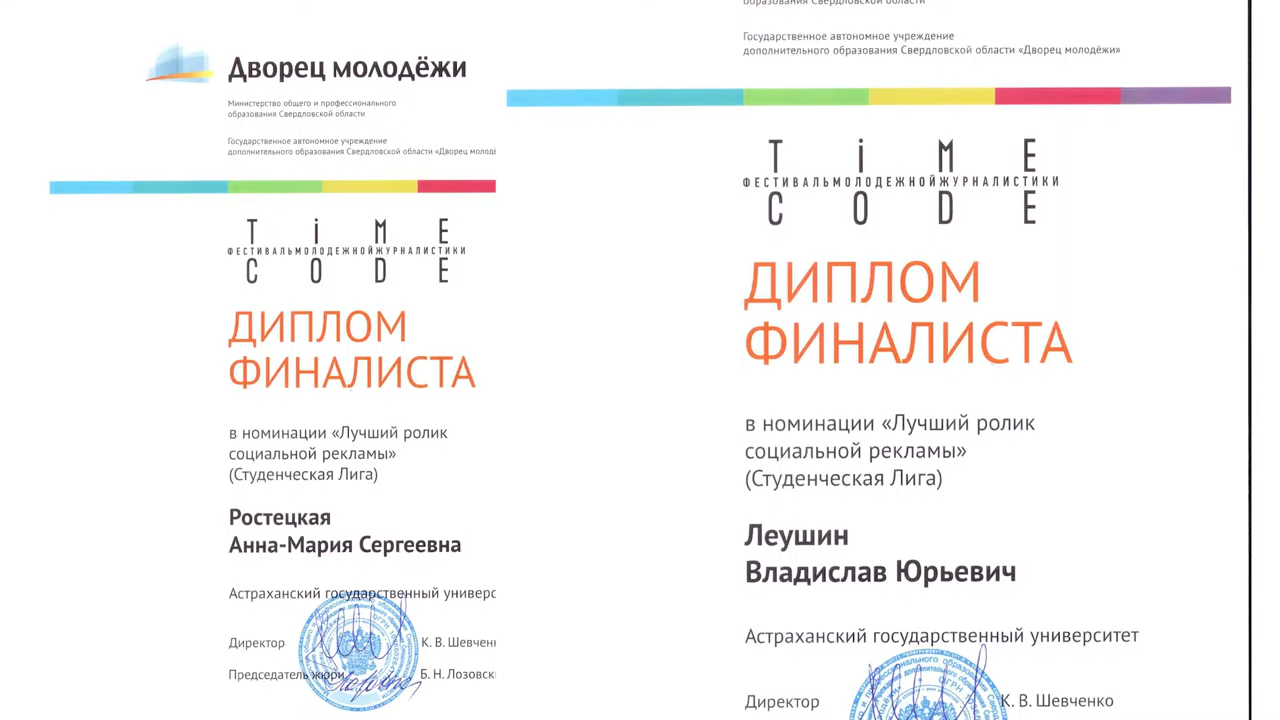 Дворец молодёжи
Министерство общего и профессионального
образования Свердловской области
Государственное автономное учреждение
дополнительного образования Свердловской области «Дворец молодё
TiME
ФЕСТИВАЛЬМОЛОДЕЖНОЙЖУРНАЛИСТИКИ
CODE
ДИПЛОМ
ФИНАЛИСТА
в номинации «Лучший ролик
социальной рекламы»
(Студенческая Лига)
Ростецкая
Анна-Мария Сергеевна
Астраханский государственный универс
Директор К. В. Шевчен
Председатель жюри Б. Н. Лозовск
образования Свердловской области
Государственное автономное учреждение
дополнительного образования Свердловской области «Дворец молодёжи»
TiME
ФЕСТИВАЛЬМОЛОДЕЖНОЙЖУРНАЛИСТИКИ
CODE
ДИПЛОМ
ФИНАЛИСТА
в номинации «Лучший ролик
социальной рекламы»
(Студенческая Лига)
Леушин
Владислав Юрьевич
Астраханский государственный университет
Директор К. В. Шевченко